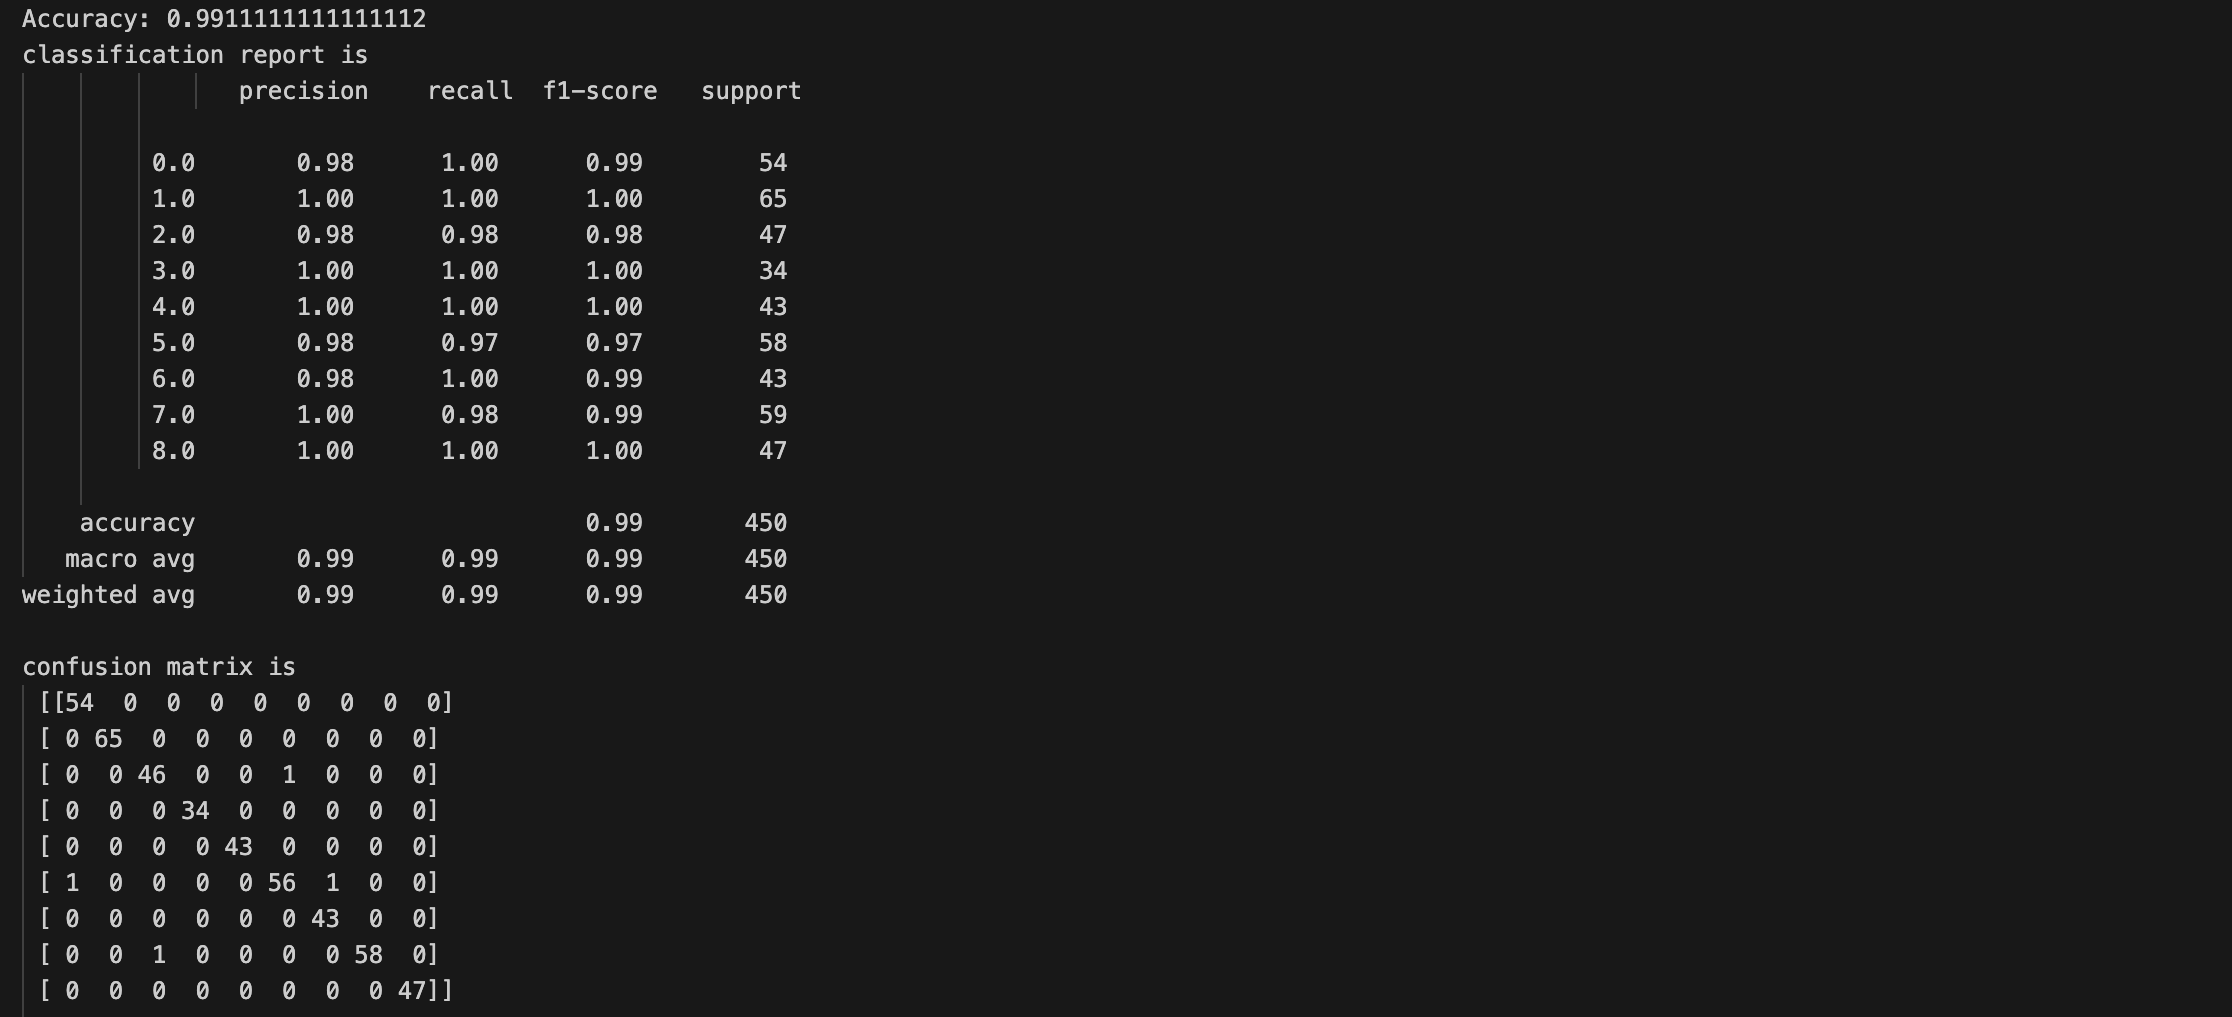 Accuracy: 0.9911111111111112
classification report is
precision recall f1-score support
0.0 0.98 1.00 0.99 54
1.0 1.00 1.00 1.00 65
2.0 0.98 0.98 0.98 47
3.0 1.00 1.00 1.00 34
4.0 1.00 1.00 1.00 43
5.0 0.98 0.97 0.97 58
6.0 0.98 1.00 0.99 43
7.0 1.00 0.98 0.99 59
8.0 1.00 1.00 1.00 47
accuracy 0.99 450
macro avg 0.99 0.99 0.99 450
weighted avg 0.99 0.99 0.99 450
confusion matrix is
[[54 0 0 0 0 0 0 0 0]
[ 0 65 0 0 0 0 0 0 0]
[ 0 0 46 0 0 1 0 0 0]
[ 0 0 0 34 0 0 0 0 0]
[ 0 0 0 0 43 0 0 0 0]
[ 1 0 0 0 0 56 1 0 0]
[ 0 0 0 0 0 0 43 0 0]
[ 0 0 1 0 0 0 0 58 0]
[ 0 0 0 0 0 0 0 0 47]]